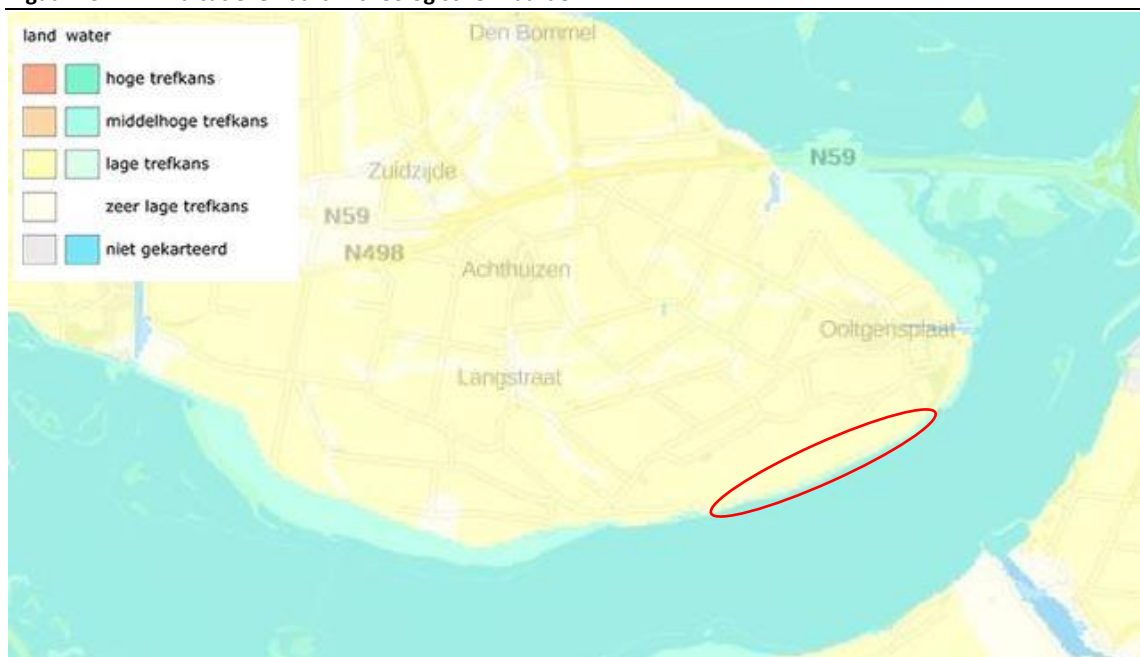 land water
hoge trefkans
middelhoge trefkans
lage trefkans
zeer lage trefkans
niet gekarteerd
Den Bommel
N59
Zuidzijde
N59
N498
Achthuizen
Ooltgensplaat
Langstraat